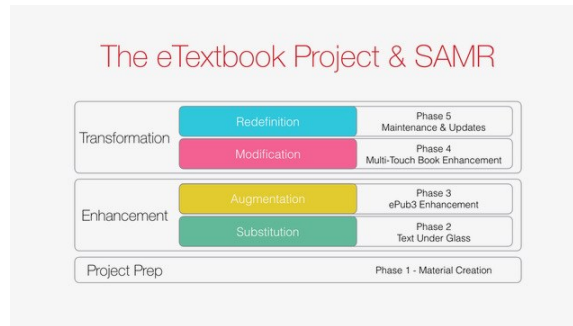 The eTextbook Project & SAMR
Transformation
Redefinition
Phase 5
Maintenance & Updates
Modification
Phase 4
Multi-Touch Book Enhancement
Enhancement
Augmentation
Phase 3
ePub3 Enhancement
Substitution
Phase 2
Text Under Glass
Project Prep
Phase 1 - Material Creation